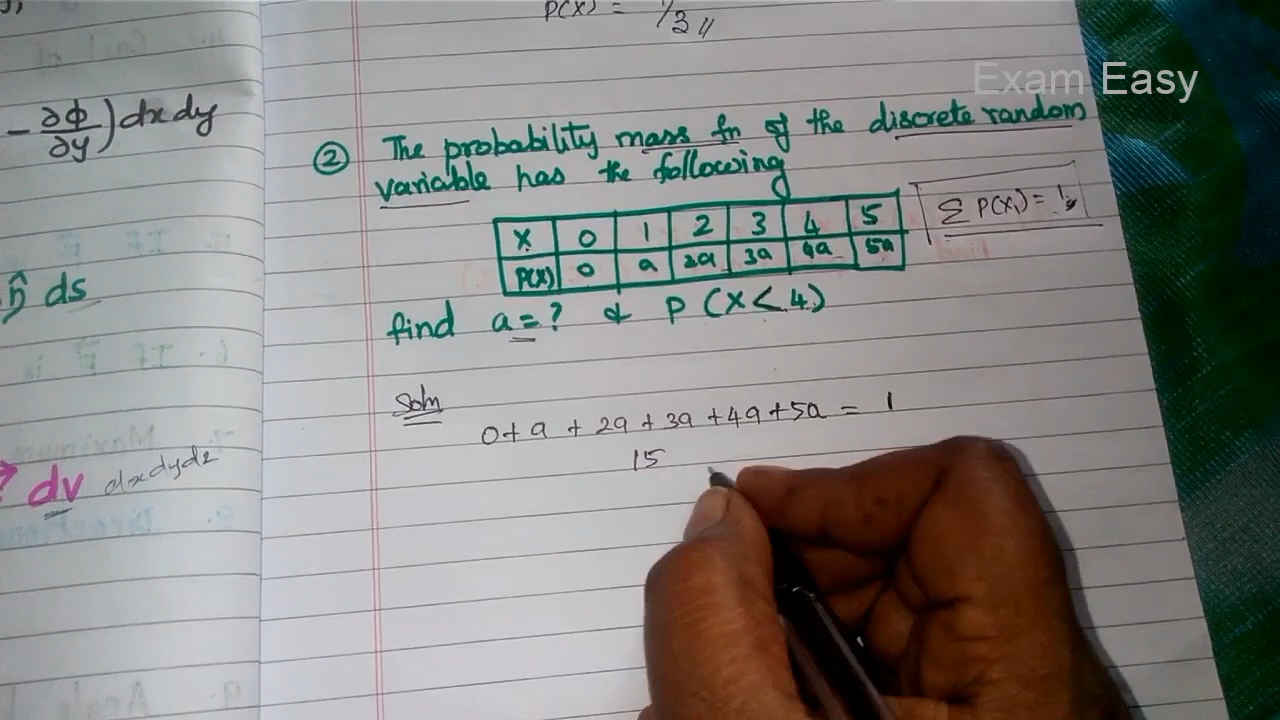 P(X) = 1/3 //
Exam Easy
- ∂ϕ/∂y) dx dy
n̂ ds
? dv dxdydz
② The probability mass fn of the discrete random
variable has the following
X 0 1 2 3 4 5
P(X) 0 a 2a 3a 4a 5a
Σ P(Xi) = 1
find a = ? & P(X < 4)
Soln
0 + a + 2a + 3a + 4a + 5a = 1
15